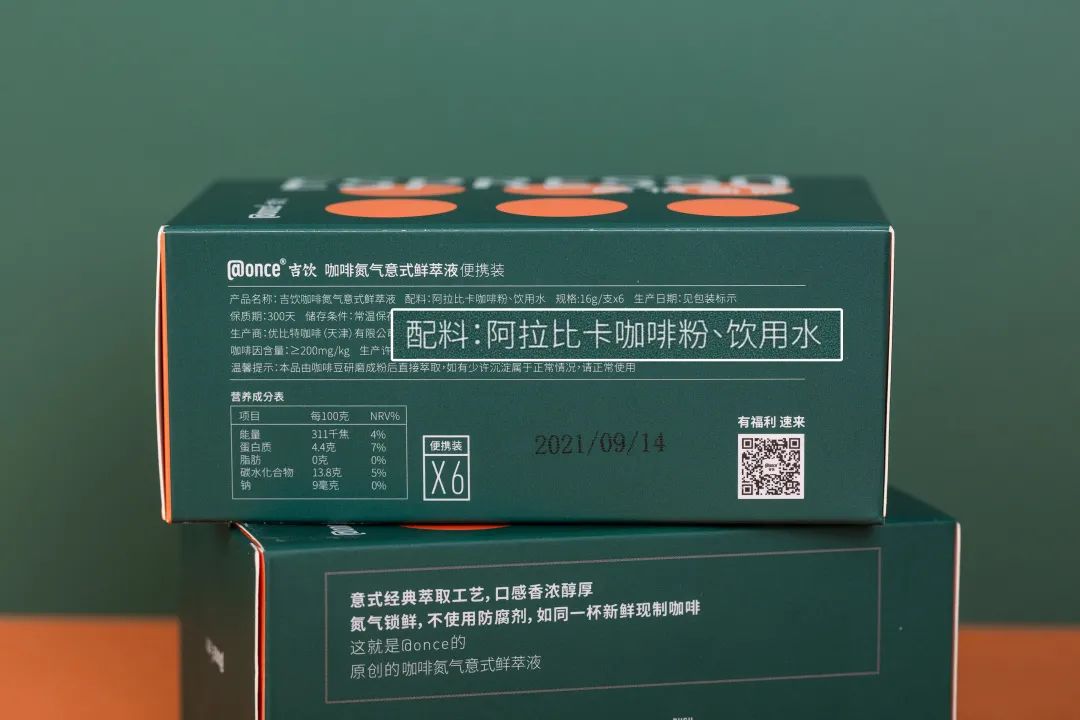 @once® 吉饮 咖啡氮气意式鲜萃液便携装
产品名称：吉饮咖啡氮气意式鲜萃液 配料：阿拉比卡咖啡粉、饮用水 规格:16g/支x6 生产日期：见包装标示
保质期：300天 储存条件：常温保存
生产商：优比特咖啡（天津）有限公司
咖啡因含量：≥200mg/kg 生产许
配料：阿拉比卡咖啡粉、饮用水
温馨提示：本品由咖啡豆研磨成粉后直接萃取，如有少许沉淀属于正常情况，请正常使用
营养成分表
项目 每100克 NRV%
能量 311千焦 4%
蛋白质 4.4克 7%
脂肪 0克 0%
碳水化合物 13.8克 5%
钠 9毫克 0%
便携装
X6
2021/09/14
有福利 速来
意式经典萃取工艺，口感香浓醇厚
氮气锁鲜，不使用防腐剂，如同一杯新鲜现制咖啡
这就是@once的
原创的咖啡氮气意式鲜萃液